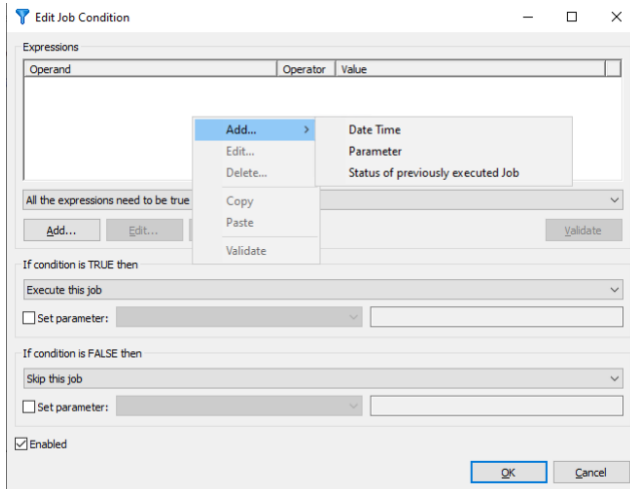 Edit Job Condition
Expressions
Operand Operator Value
Add... Date Time
Edit... Parameter
Delete... Status of previously executed Job
All the expressions need to be true
Copy
Add... Edit... Paste Validate
Validate
If condition is TRUE then
Execute this job
Set parameter:
If condition is FALSE then
Skip this job
Set parameter:
Enabled
OK Cancel